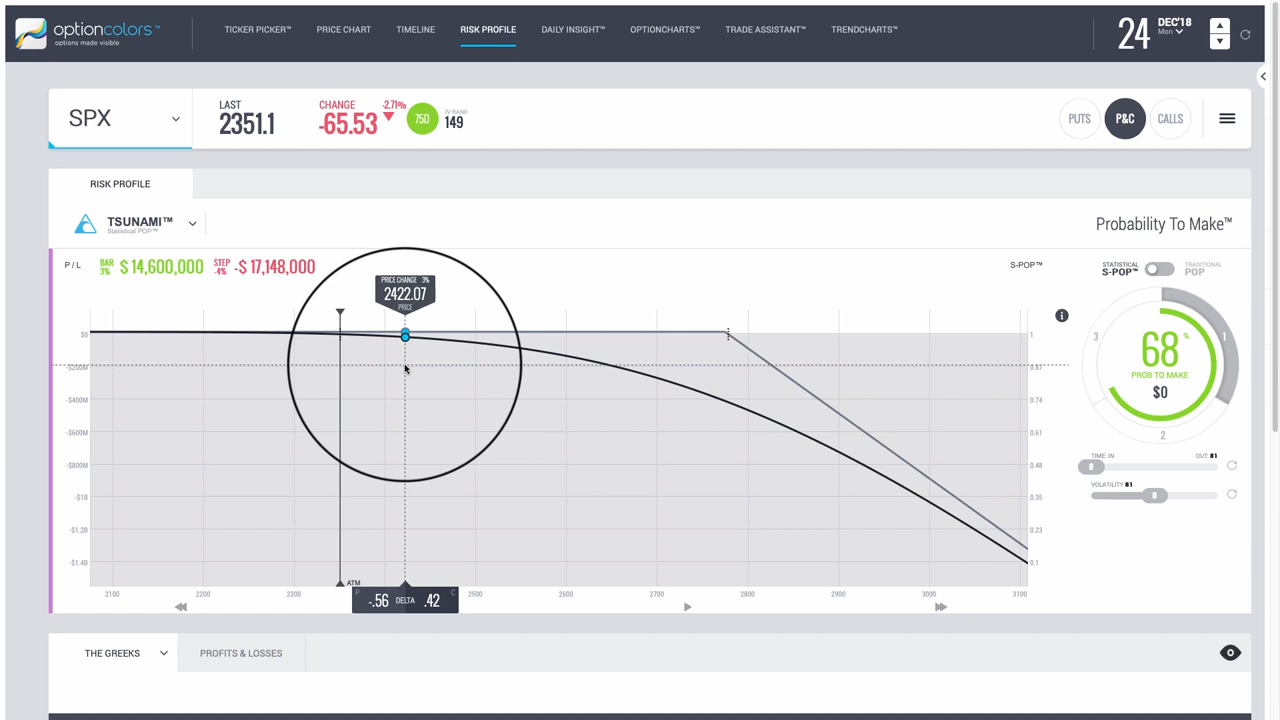 optioncolors™
options made visible
TICKER PICKER™ PRICE CHART TIMELINE RISK PROFILE DAILY INSIGHT™ OPTIONCHARTS™ TRADE ASSISTANT™ TRENDCHARTS™
24 DEC'18
Mon
SPX
LAST
2351.1
CHANGE -2.71%
-65.53
75D
IV RANK
149
PUTS P&C CALLS
RISK PROFILE
TSUNAMI™
Statistical POP™
Probability To Make™
P / L
BAR
3%
$ 14,600,000
STEP
-4%
-$ 17,148,000
S-POP™
STATISTICAL
S-POP™
TRADITIONAL
POP
PRICE CHANGE 3%
2422.07
PRICE
$0
-$200M
-$400M
-$600M
-$800M
-$1B
-$1.2B
-$1.4B
1
0.87
0.74
0.61
0.48
0.35
0.23
0.1
ATM
P C
-.56 DELTA .42
2100 2200 2300 2500 2600 2700 2800 2900 3000 3100
i
3 1
2
68 %
PROB TO MAKE
$0
TIME: IN OUT: 81
0
VOLATILITY 81
0
THE GREEKS PROFITS & LOSSES